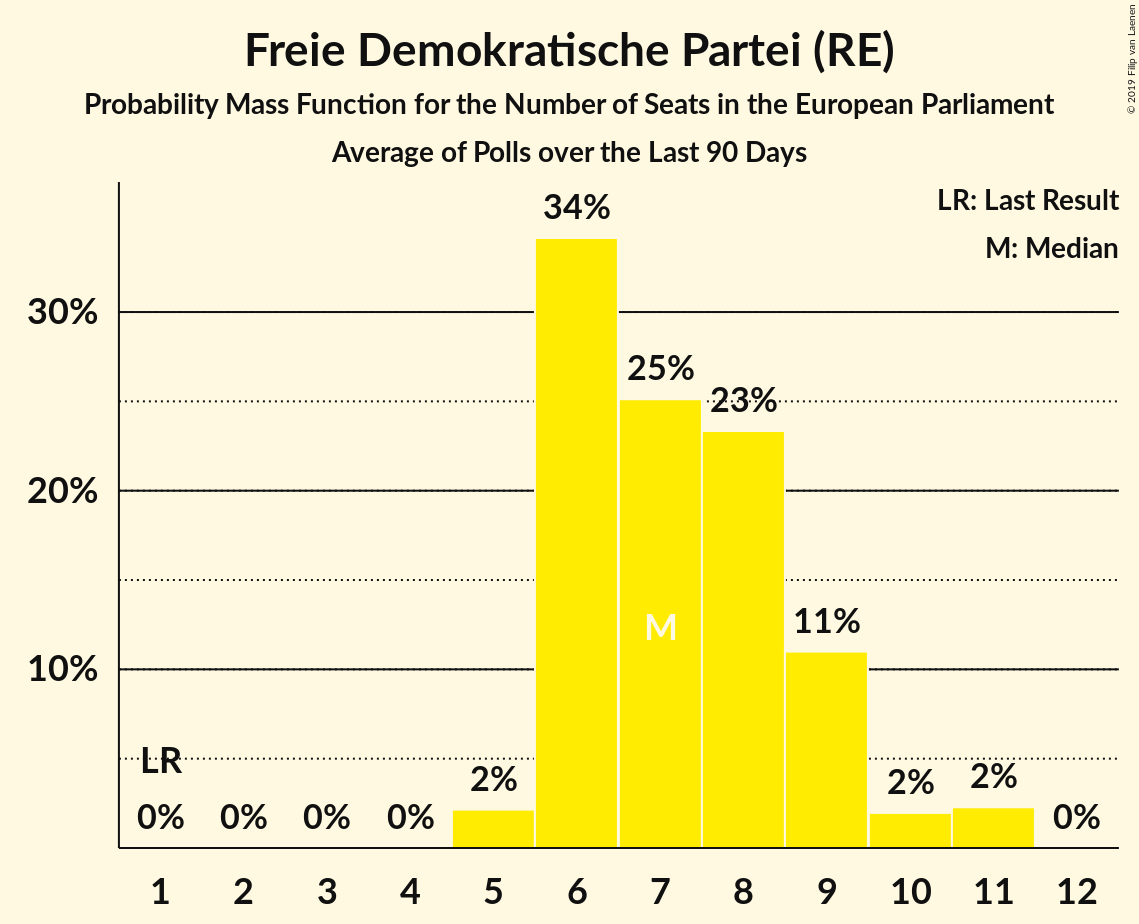 Freie Demokratische Partei (RE)
Probability Mass Function for the Number of Seats in the European Parliament
Average of Polls over the Last 90 Days
© 2019 Filip van Laenen
LR: Last Result
M: Median
34%
30%
25%
23%
20%
M
11%
10%
LR
2%
2%
2%
0%
0%
0%
0%
0%
1 2 3 4 5 6 7 8 9 10 11 12